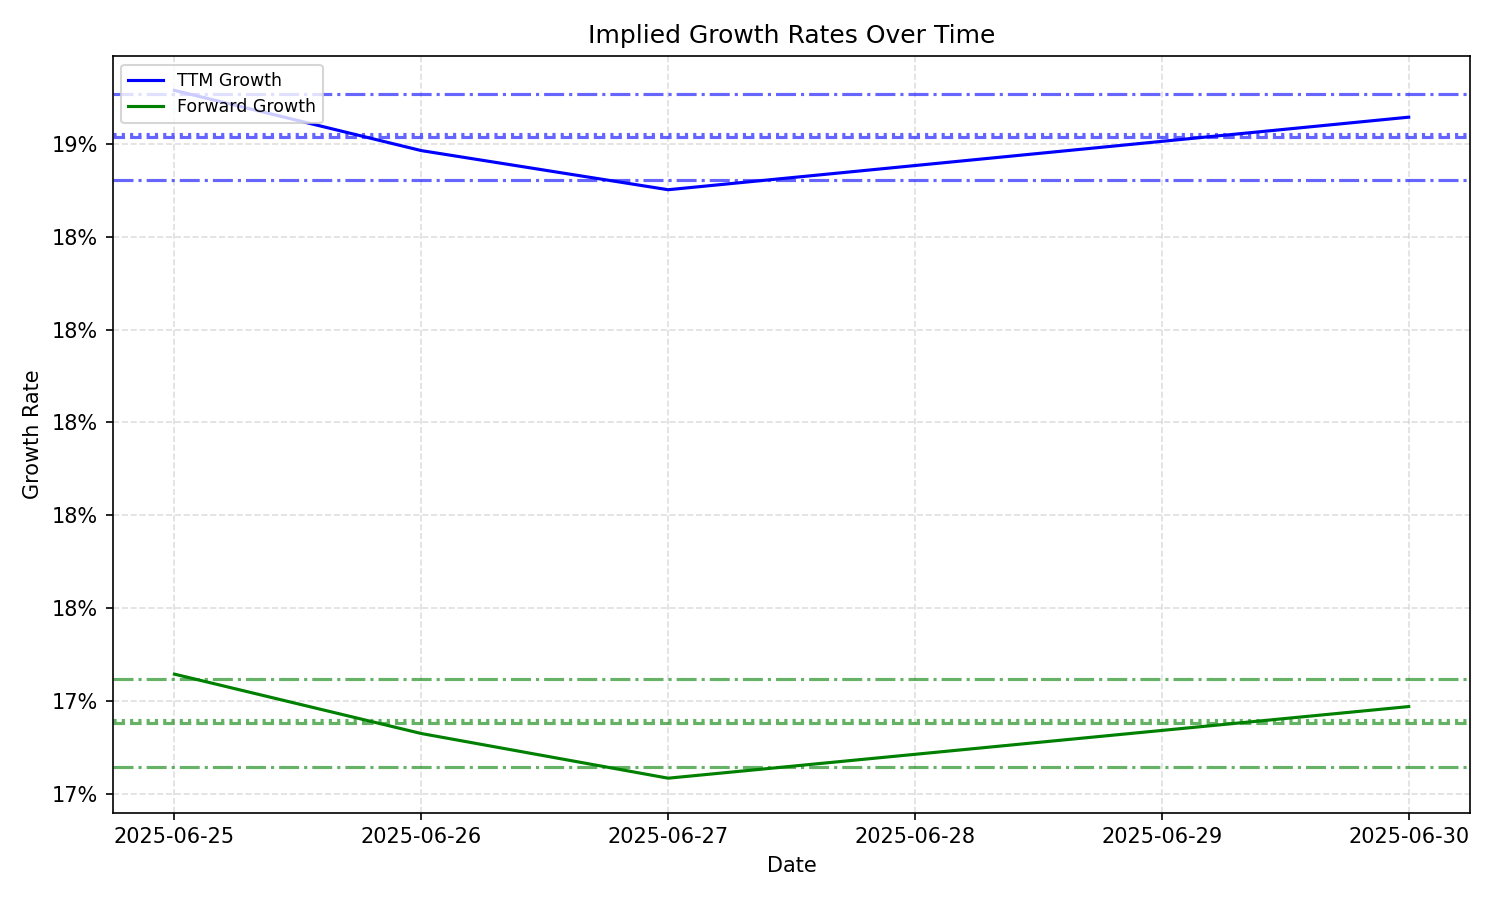 Implied Growth Rates Over Time
TTM Growth
Forward Growth
19%
18%
18%
18%
18%
18%
17%
17%
Growth Rate
2025-06-25
2025-06-26
2025-06-27
2025-06-28
2025-06-29
2025-06-30
Date